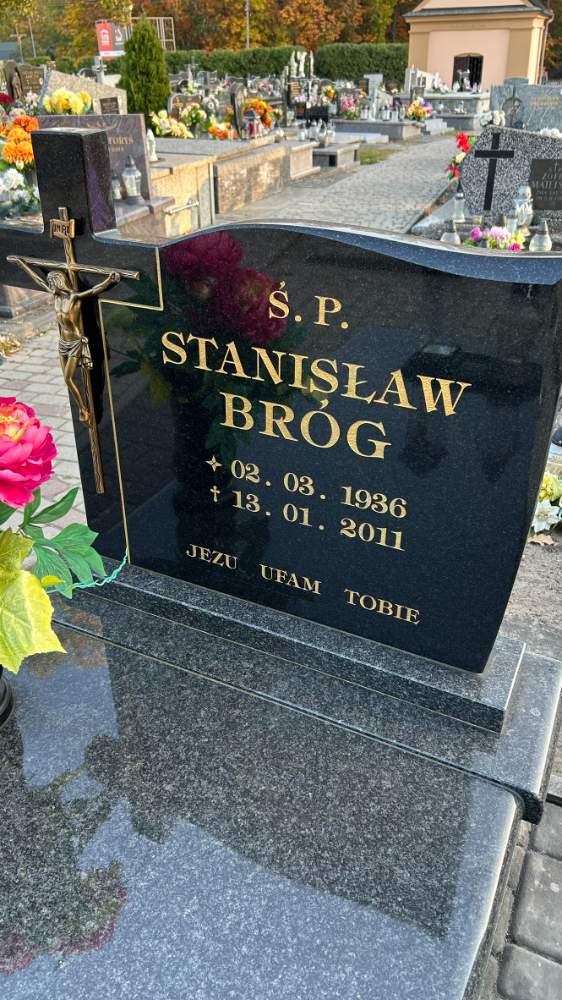 INRI
Ś. P.
STANISŁAW
BRÓG
02. 03. 1936
13. 01. 2011
JEZU UFAM TOBIE